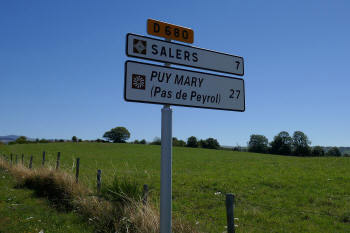 D 680
SALERS 7
PUY MARY
(Pas de Peyrol) 27